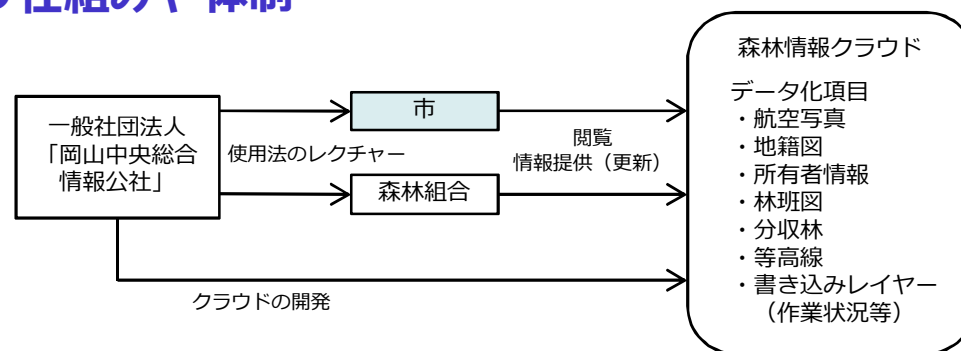 仕組みや体制
一般社団法人
「岡山中央総合
情報公社」
使用法のレクチャー
市
森林組合
閲覧
情報提供（更新）
クラウドの開発
森林情報クラウド
データ化項目
・航空写真
・地籍図
・所有者情報
・林班図
・分収林
・等高線
・書き込みレイヤー
（作業状況等）